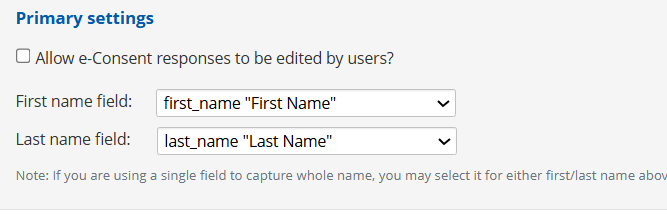 Primary settings
Allow e-Consent responses to be edited by users?
First name field: first_name "First Name"
Last name field: last_name "Last Name"
Note: If you are using a single field to capture whole name, you may select it for either first/last name abov